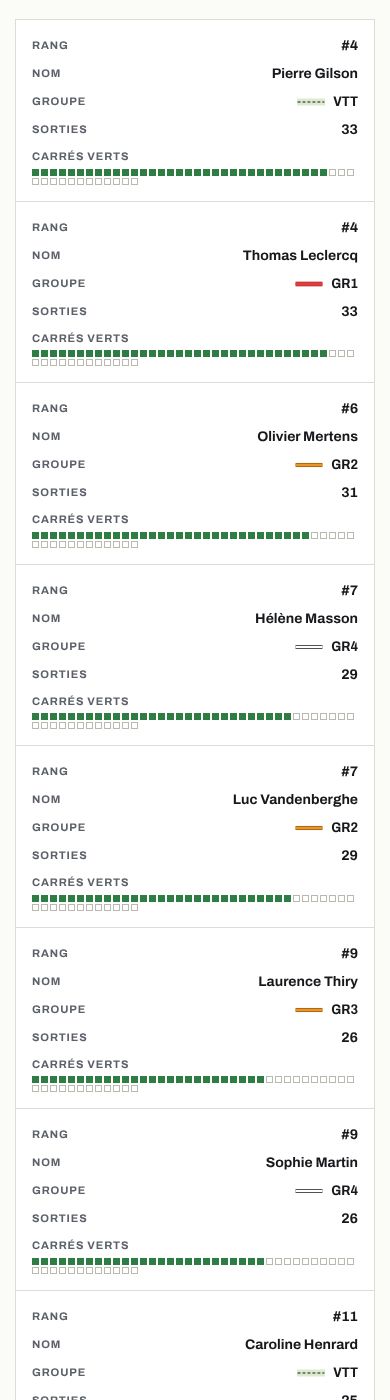 RANG #4
NOM Pierre Gilson
GROUPE VTT
SORTIES 33
CARRÉS VERTS
RANG #4
NOM Thomas Leclercq
GROUPE GR1
SORTIES 33
CARRÉS VERTS
RANG #6
NOM Olivier Mertens
GROUPE GR2
SORTIES 31
CARRÉS VERTS
RANG #7
NOM Hélène Masson
GROUPE GR4
SORTIES 29
CARRÉS VERTS
RANG #7
NOM Luc Vandenberghe
GROUPE GR2
SORTIES 29
CARRÉS VERTS
RANG #9
NOM Laurence Thiry
GROUPE GR3
SORTIES 26
CARRÉS VERTS
RANG #9
NOM Sophie Martin
GROUPE GR4
SORTIES 26
CARRÉS VERTS
RANG #11
NOM Caroline Henrard
GROUPE VTT
SORTIES 25